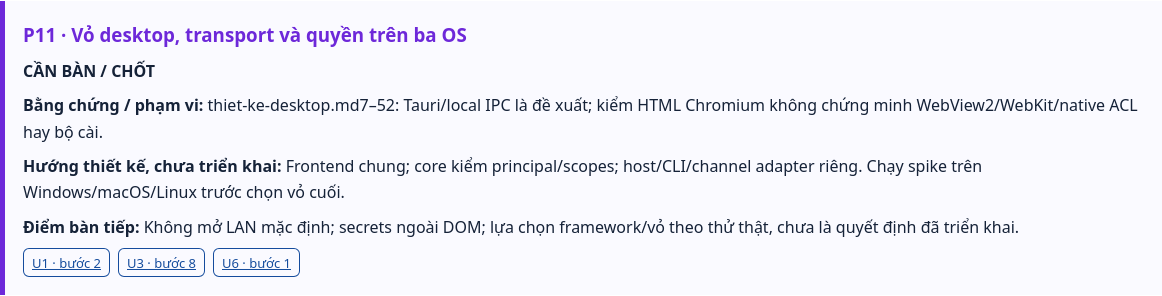 P11 · Vỏ desktop, transport và quyền trên ba OS
CẦN BÀN / CHỐT
Bằng chứng / phạm vi: thiet-ke-desktop.md7–52: Tauri/local IPC là đề xuất; kiểm HTML Chromium không chứng minh WebView2/WebKit/native ACL
hay bộ cài.
Hướng thiết kế, chưa triển khai: Frontend chung; core kiểm principal/scopes; host/CLI/channel adapter riêng. Chạy spike trên
Windows/macOS/Linux trước chọn vỏ cuối.
Điểm bàn tiếp: Không mở LAN mặc định; secrets ngoài DOM; lựa chọn framework/vỏ theo thử thật, chưa là quyết định đã triển khai.
U1 · bước 2 U3 · bước 8 U6 · bước 1